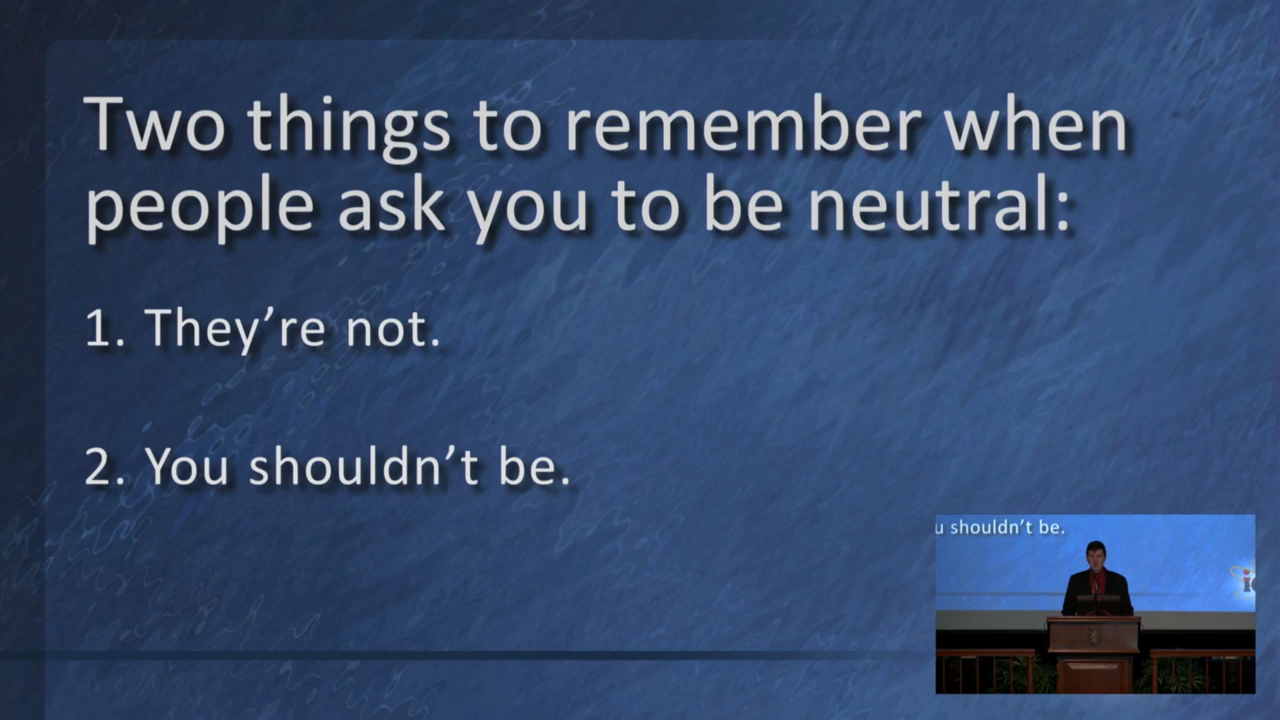 Two things to remember when
people ask you to be neutral:
1. They’re not.
2. You shouldn’t be.
u shouldn’t be.